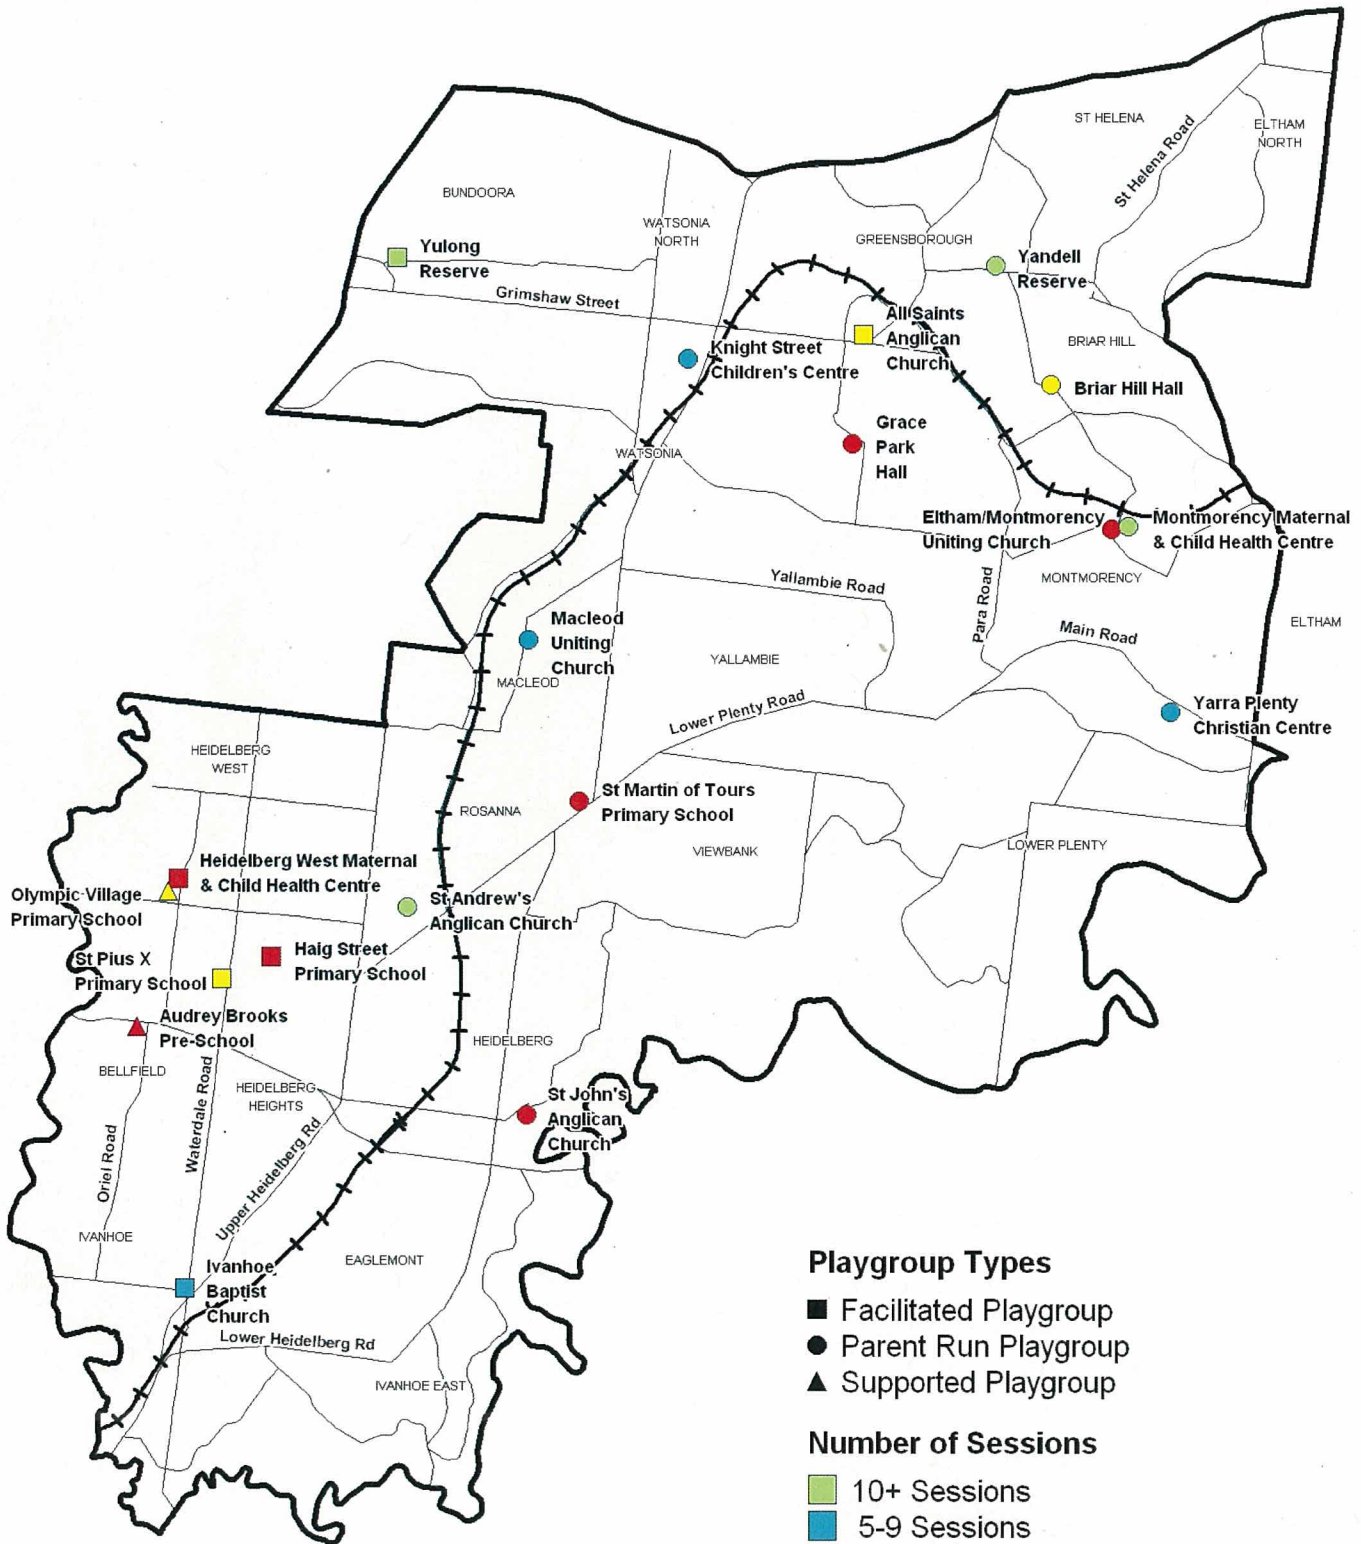 ST HELENA
St Helena Road
ELTHAM
NORTH
BUNDOORA
WATSONIA
NORTH
GREENSBOROUGH
Yulong
Reserve
Yandell
Reserve
Grimshaw Street
All Saints
Anglican
Church
BRIAR HILL
Knight Street
Children's Centre
Briar Hill Hall
Grace
Park
Hall
WATSONIA
Eltham/Montmorency
Uniting Church
Montmorency Maternal
& Child Health Centre
MONTMORENCY
Yallambie Road
Para Road
Main Road
ELTHAM
Macleod
Uniting
Church
MACLEOD
YALLAMBIE
Lower Plenty Road
Yarra Plenty
Christian Centre
HEIDELBERG
WEST
ROSANNA
St Martin of Tours
Primary School
VIEWBANK
LOWER PLENTY
Heidelberg West Maternal
& Child Health Centre
Olympic Village
Primary School
St Andrew's
Anglican Church
Haig Street
Primary School
St Pius X
Primary School
Audrey Brooks
Pre-School
HEIDELBERG
BELLFIELD
HEIDELBERG
HEIGHTS
St John's
Anglican
Church
Oriel Road
Waterdale Road
Upper Heidelberg Rd
IVANHOE
EAGLEMONT
Ivanhoe
Baptist
Church
Lower Heidelberg Rd
IVANHOE EAST
Playgroup Types
Facilitated Playgroup
Parent Run Playgroup
Supported Playgroup
Number of Sessions
10+ Sessions
5-9 Sessions